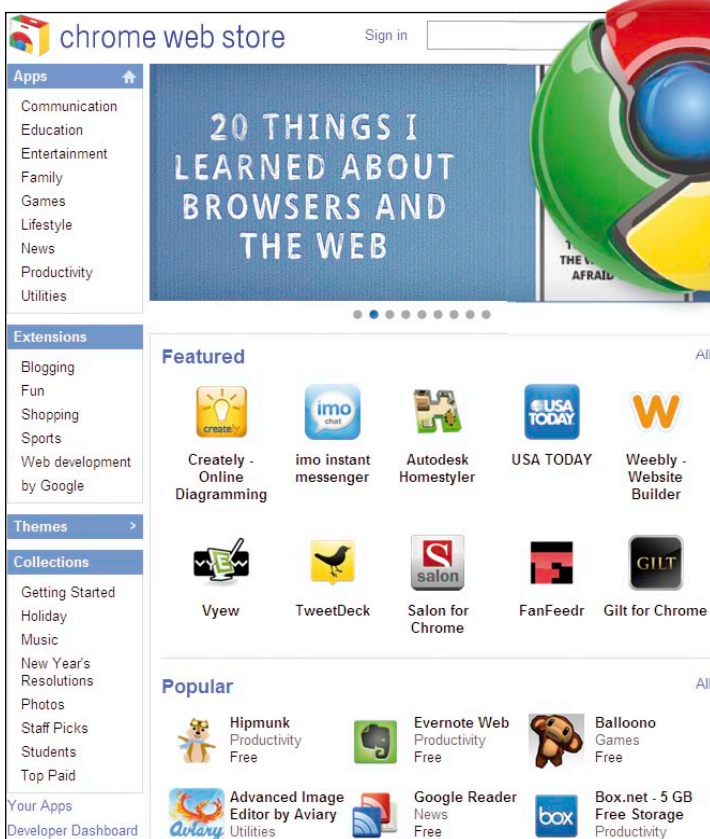 chrome web store
Sign in
Apps
Communication
Education
Entertainment
Family
Games
Lifestyle
News
Productivity
Utilities
Extensions
Blogging
Fun
Shopping
Sports
Web development
by Google
Themes >
Collections
Getting Started
Holiday
Music
New Year's
Resolutions
Photos
Staff Picks
Students
Top Paid
Your Apps
Developer Dashboard
20 THINGS I
LEARNED ABOUT
BROWSERS AND
THE WEB
THE
AFRAID
Featured
All
creately
imo
chat
USA
TODAY
W
Creately -
Online
Diagramming
imo instant
messenger
Autodesk
Homestyler
USA TODAY
Weebly -
Website
Builder
S
salon
F
GILT
Vyew
TweetDeck
Salon for
Chrome
FanFeedr
Gilt for Chrome
Popular
All
Hipmunk
Productivity
Free
Evernote Web
Productivity
Free
Balloono
Games
Free
Aviary
Advanced Image
Editor by Aviary
Utilities
Google Reader
News
Free
box
Box.net - 5 GB
Free Storage
Productivity